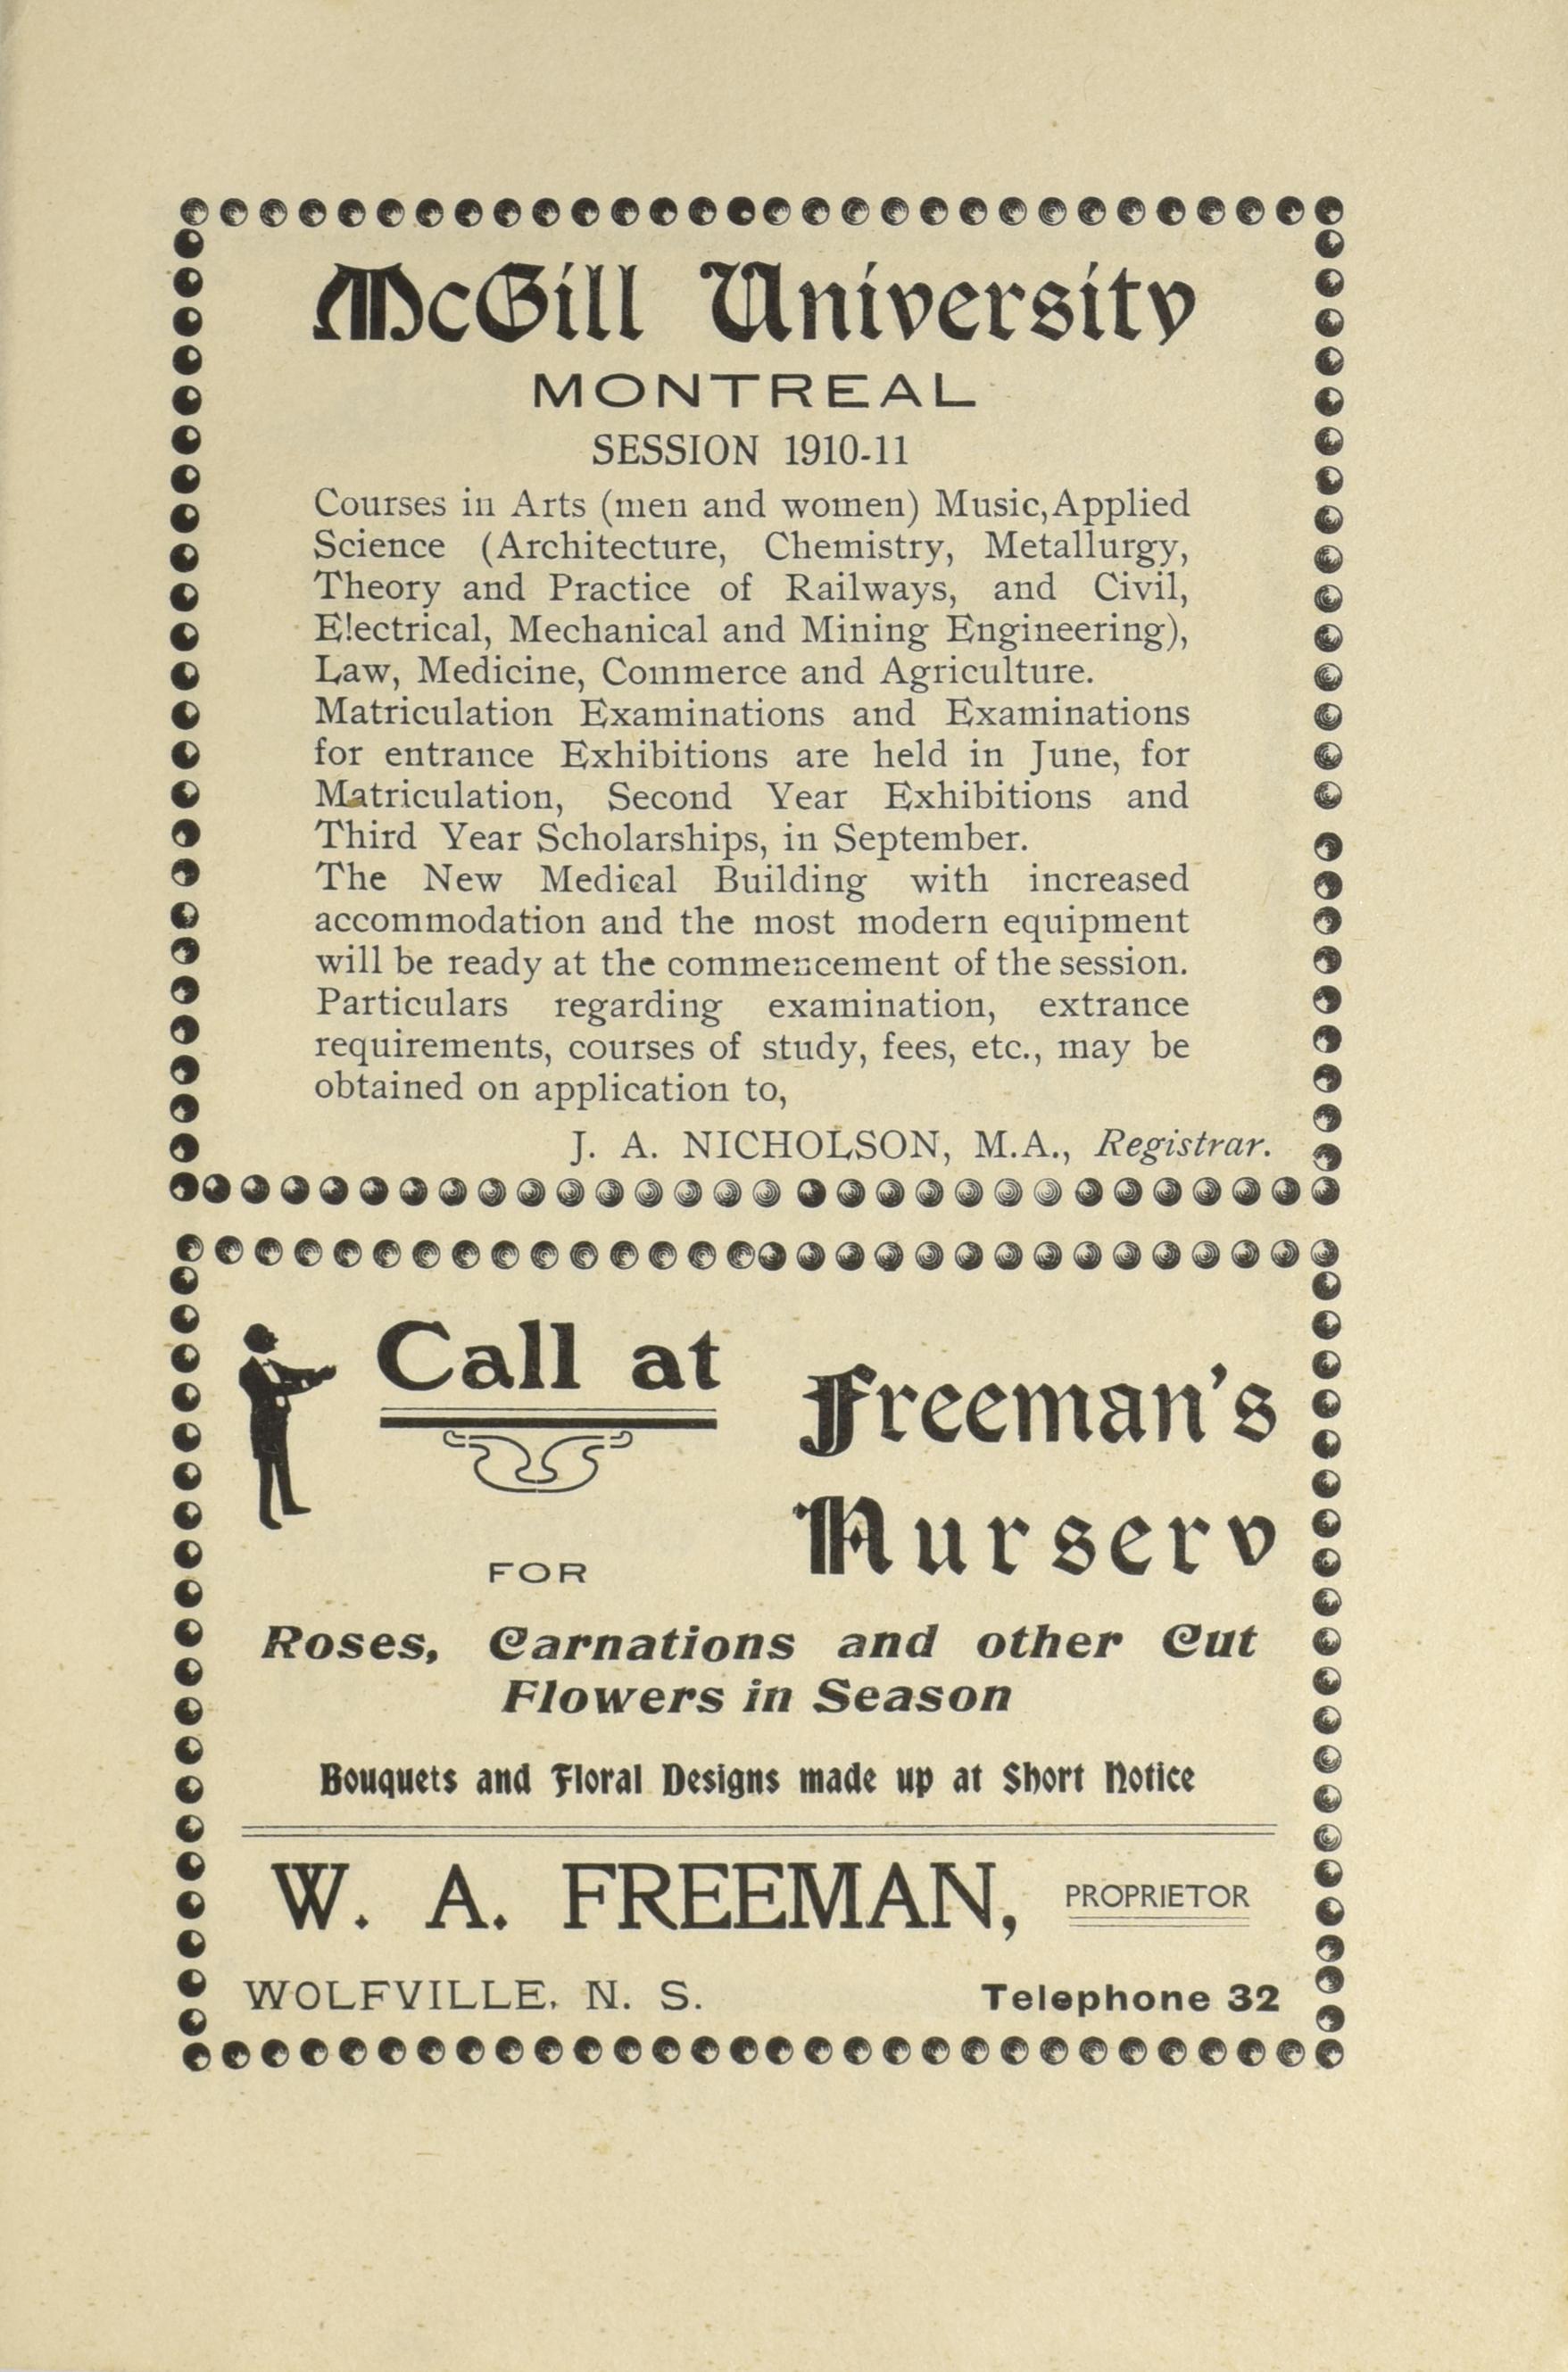 McGill University
MONTREAL
SESSION 1910-11
Courses in Arts (men and women) Music, Applied
Science (Architecture, Chemistry, Metallurgy,
Theory and Practice of Railways, and Civil,
Electrical, Mechanical and Mining Engineering),
Law, Medicine, Commerce and Agriculture.
Matriculation Examinations and Examinations
for entrance Exhibitions are held in June, for
Matriculation, Second Year Exhibitions and
Third Year Scholarships, in September.
The New Medical Building with increased
accommodation and the most modern equipment
will be ready at the commencement of the session.
Particulars regarding examination, extrance
requirements, courses of study, fees, etc., may be
obtained on application to,
J. A. NICHOLSON, M.A., Registrar.
Call at
Freeman's
Nursery
FOR
Roses, Carnations and other Cut
Flowers in Season
Bouquets and Floral Designs made up at Short Notice
W. A. FREEMAN, PROPRIETOR
WOLFVILLE, N. S. Telephone 32